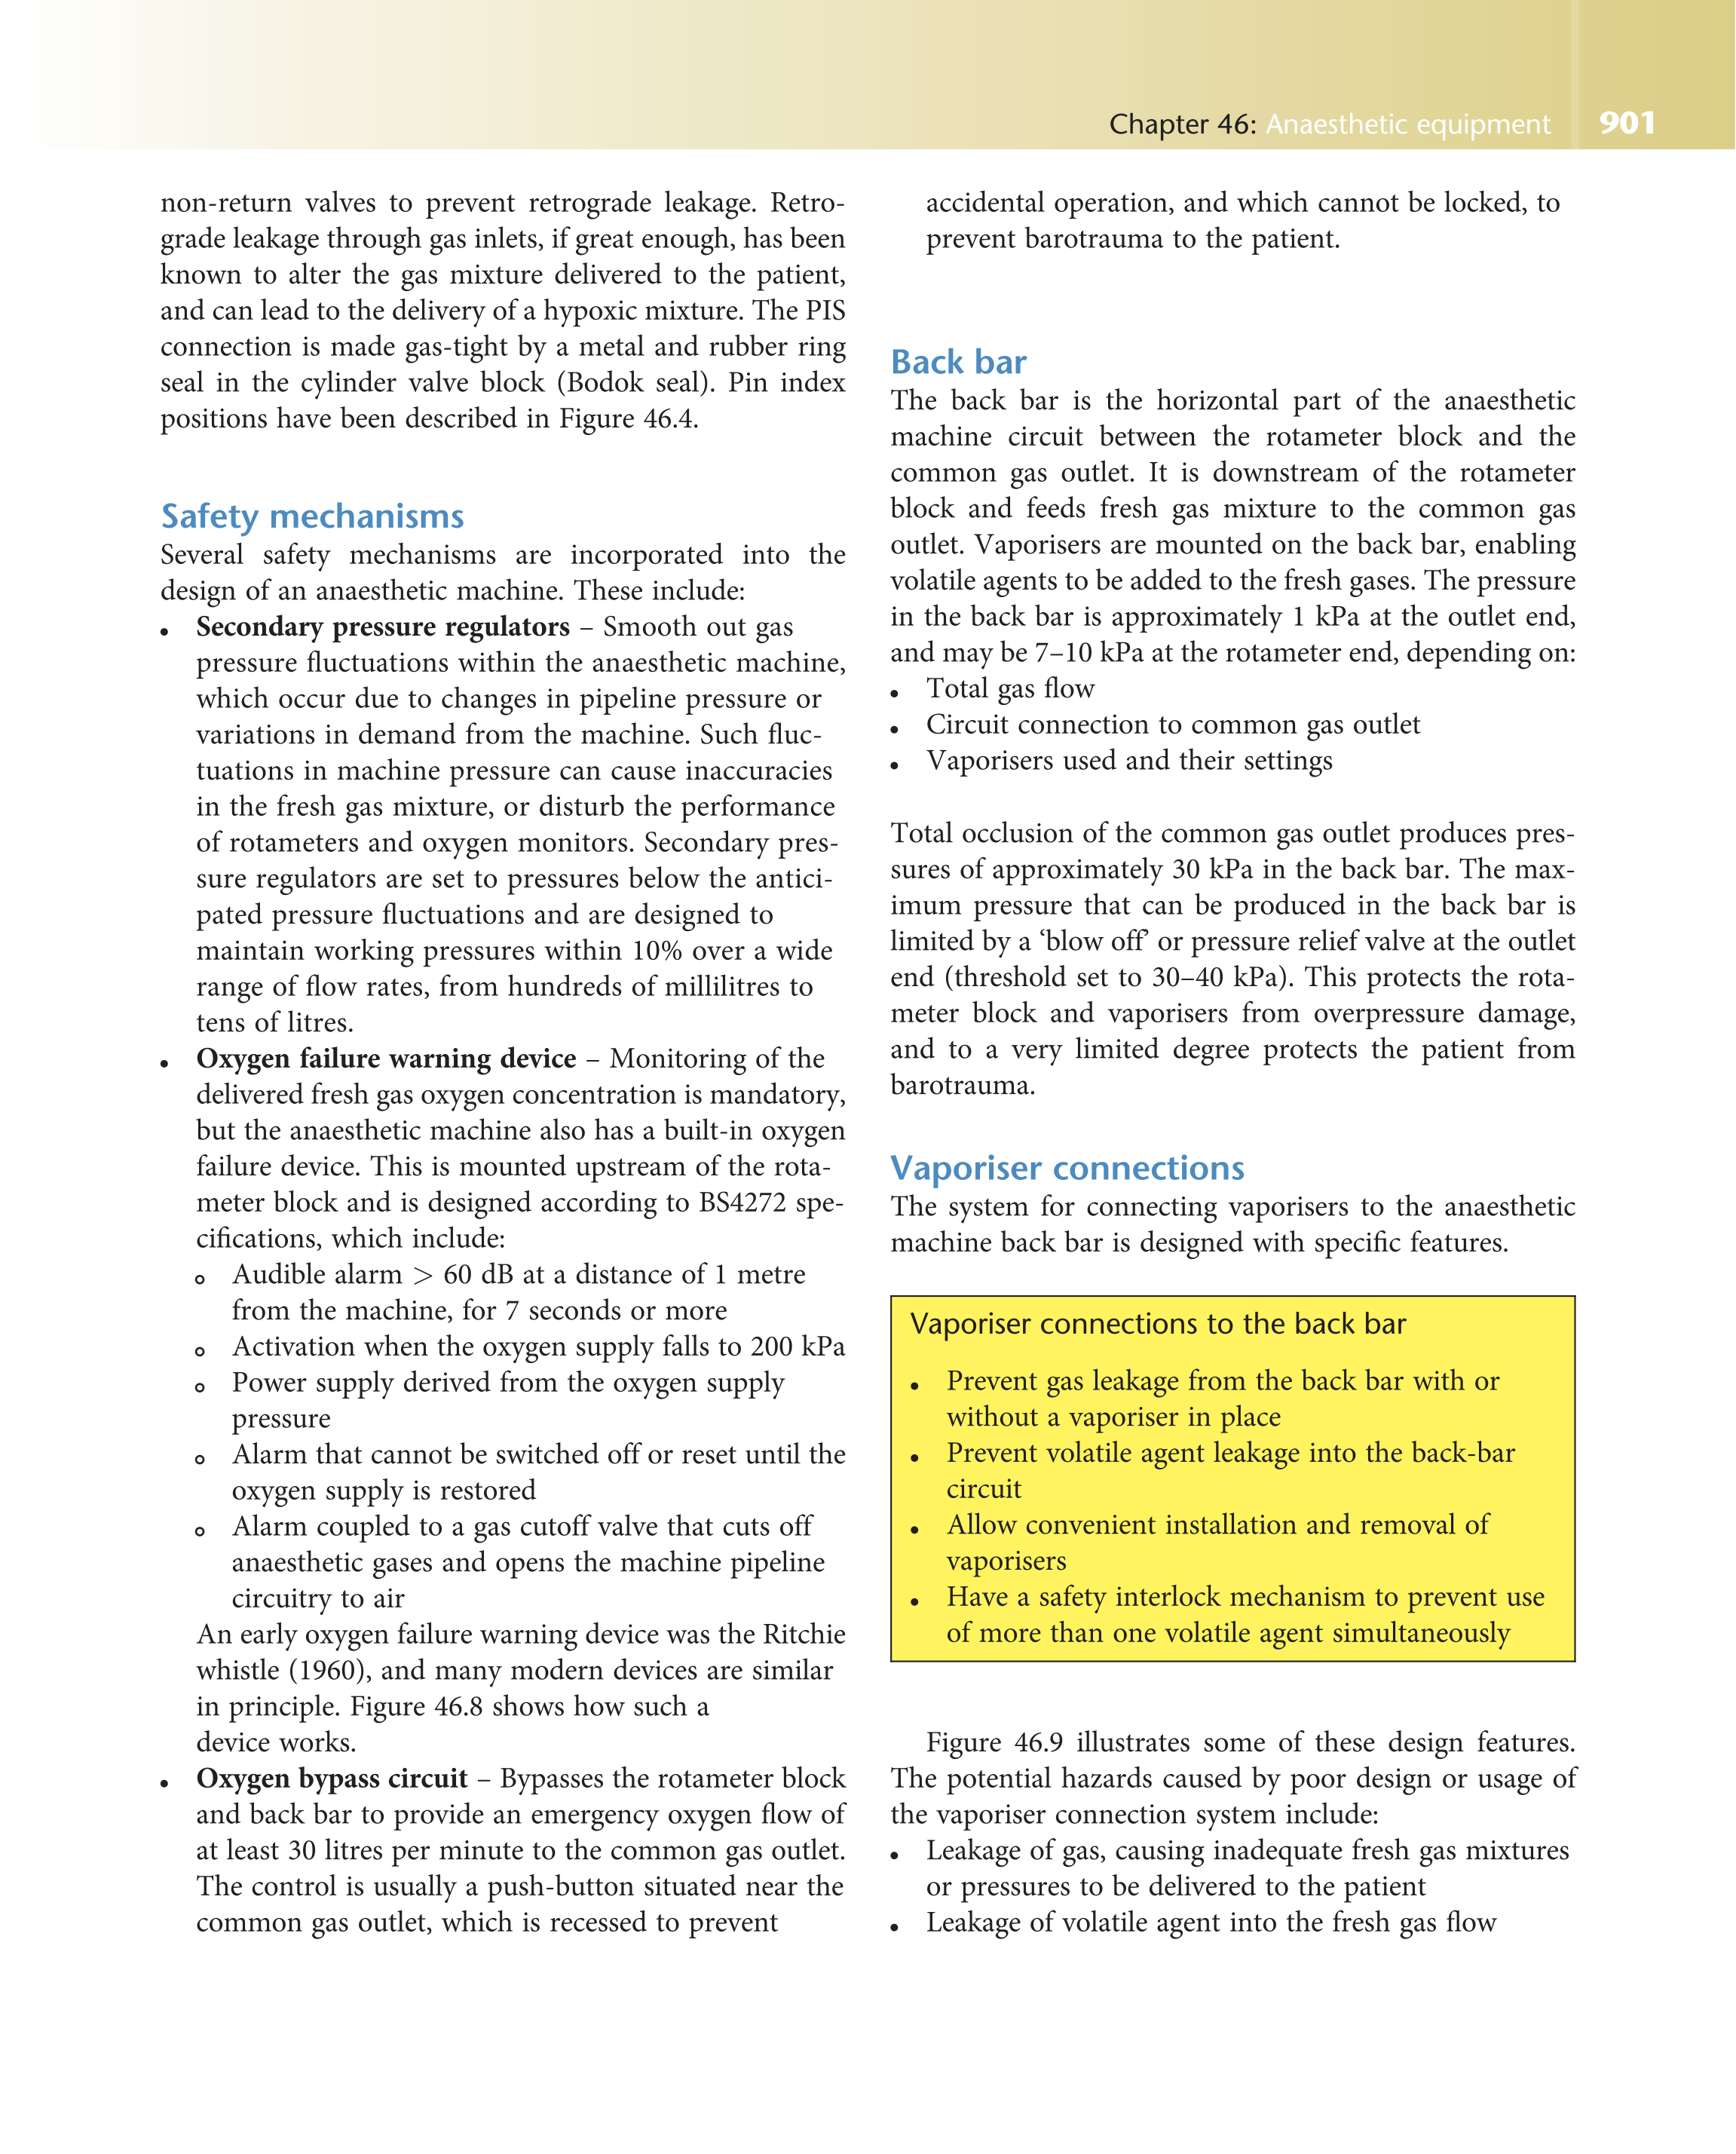 Chapter 46: Anaesthetic equipment 901
non-return valves to prevent retrograde leakage. Retro-
grade leakage through gas inlets, if great enough, has been
known to alter the gas mixture delivered to the patient,
and can lead to the delivery of a hypoxic mixture. The PIS
connection is made gas-tight by a metal and rubber ring
seal in the cylinder valve block (Bodok seal). Pin index
positions have been described in Figure 46.4.
Safety mechanisms
Several safety mechanisms are incorporated into the
design of an anaesthetic machine. These include:
• Secondary pressure regulators – Smooth out gas
pressure fluctuations within the anaesthetic machine,
which occur due to changes in pipeline pressure or
variations in demand from the machine. Such fluc-
tuations in machine pressure can cause inaccuracies
in the fresh gas mixture, or disturb the performance
of rotameters and oxygen monitors. Secondary pres-
sure regulators are set to pressures below the antici-
pated pressure fluctuations and are designed to
maintain working pressures within 10% over a wide
range of flow rates, from hundreds of millilitres to
tens of litres.
• Oxygen failure warning device – Monitoring of the
delivered fresh gas oxygen concentration is mandatory,
but the anaesthetic machine also has a built-in oxygen
failure device. This is mounted upstream of the rota-
meter block and is designed according to BS4272 spe-
cifications, which include:
◦ Audible alarm > 60 dB at a distance of 1 metre
from the machine, for 7 seconds or more
◦ Activation when the oxygen supply falls to 200 kPa
◦ Power supply derived from the oxygen supply
pressure
◦ Alarm that cannot be switched off or reset until the
oxygen supply is restored
◦ Alarm coupled to a gas cutoff valve that cuts off
anaesthetic gases and opens the machine pipeline
circuitry to air
An early oxygen failure warning device was the Ritchie
whistle (1960), and many modern devices are similar
in principle. Figure 46.8 shows how such a
device works.
• Oxygen bypass circuit – Bypasses the rotameter block
and back bar to provide an emergency oxygen flow of
at least 30 litres per minute to the common gas outlet.
The control is usually a push-button situated near the
common gas outlet, which is recessed to prevent
accidental operation, and which cannot be locked, to
prevent barotrauma to the patient.
Back bar
The back bar is the horizontal part of the anaesthetic
machine circuit between the rotameter block and the
common gas outlet. It is downstream of the rotameter
block and feeds fresh gas mixture to the common gas
outlet. Vaporisers are mounted on the back bar, enabling
volatile agents to be added to the fresh gases. The pressure
in the back bar is approximately 1 kPa at the outlet end,
and may be 7–10 kPa at the rotameter end, depending on:
• Total gas flow
• Circuit connection to common gas outlet
• Vaporisers used and their settings
Total occlusion of the common gas outlet produces pres-
sures of approximately 30 kPa in the back bar. The max-
imum pressure that can be produced in the back bar is
limited by a ‘blow off’ or pressure relief valve at the outlet
end (threshold set to 30–40 kPa). This protects the rota-
meter block and vaporisers from overpressure damage,
and to a very limited degree protects the patient from
barotrauma.
Vaporiser connections
The system for connecting vaporisers to the anaesthetic
machine back bar is designed with specific features.
Vaporiser connections to the back bar
• Prevent gas leakage from the back bar with or
without a vaporiser in place
• Prevent volatile agent leakage into the back-bar
circuit
• Allow convenient installation and removal of
vaporisers
• Have a safety interlock mechanism to prevent use
of more than one volatile agent simultaneously
Figure 46.9 illustrates some of these design features.
The potential hazards caused by poor design or usage of
the vaporiser connection system include:
• Leakage of gas, causing inadequate fresh gas mixtures
or pressures to be delivered to the patient
• Leakage of volatile agent into the fresh gas flow